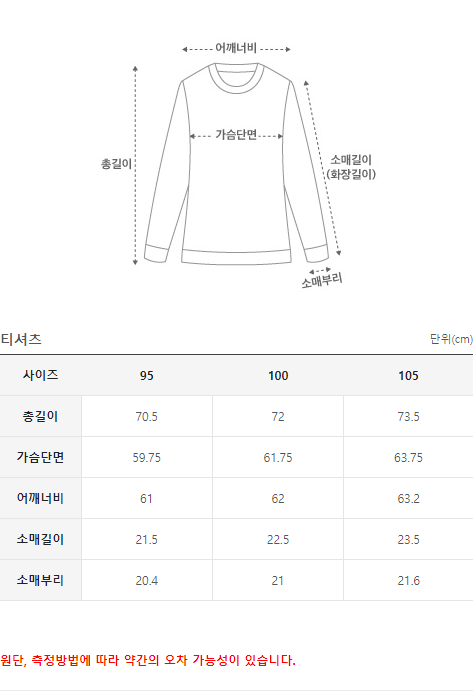 어깨너비
가슴단면
총길이
소매길이
(화장길이)
소매부리
티셔츠 단위(cm)
사이즈 95 100 105
총길이 70.5 72 73.5
가슴단면 59.75 61.75 63.75
어깨너비 61 62 63.2
소매길이 21.5 22.5 23.5
소매부리 20.4 21 21.6
원단, 측정방법에 따라 약간의 오차 가능성이 있습니다.